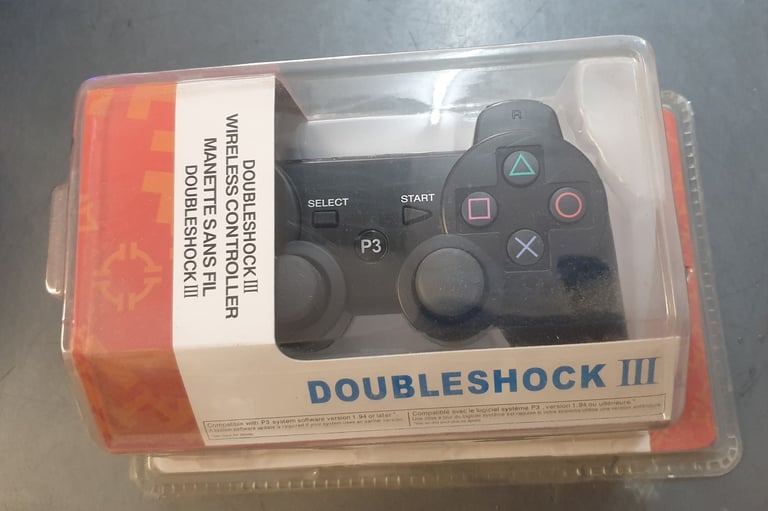 DOUBLESHOCK III
WIRELESS CONTROLLER
MANETTE SANS FIL
DOUBLESHOCK III
R
SELECT
START
P3
DOUBLESHOCK III
Compatible with P3 system software version 1.94 or later.*
Compatible avec le logiciel système P3 , version 1.94 ou ultérieure.*